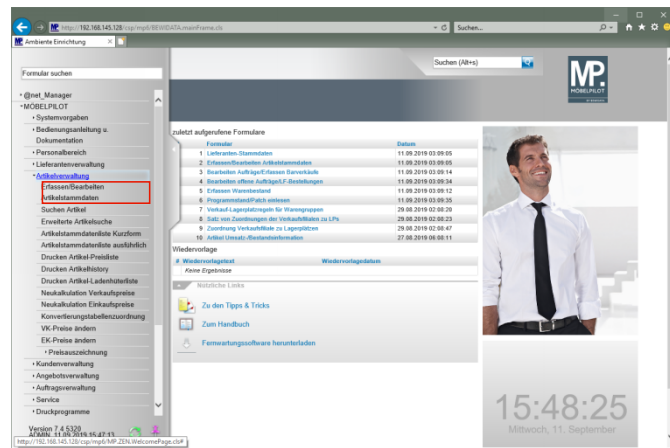 http://192.168.145.128/csp/mp6/BEWIDATA.mainFrame.cls
Suchen...
Ambiente Einrichtung
Formular suchen
Suchen (Alt+s)
MP.
MÖBELPILOT
@net_Manager
MÖBELPILOT
Systemvorgaben
Bedienungsanleitung u.
Dokumentation
Personalbereich
Lieferantenverwaltung
Artikelverwaltung
Erfassen/Bearbeiten
Artikelstammdaten
Suchen Artikel
Erweiterte Artikelsuche
Artikelstammdatenliste Kurzform
Artikelstammdatenliste ausführlich
Drucken Artikel-Preisliste
Drucken Artikelhistory
Drucken Artikel-Ladenhüterliste
Neukalkulation Verkaufspreise
Neukalkulation Einkaufspreise
Konvertierungstabellenzuordnung
VK-Preise ändern
EK-Preise ändern
Preisauszeichnung
Kundenverwaltung
Angebotsverwaltung
Auftragsverwaltung
Service
Druckprogramme
Version 7.4 5320
ADMIN, 11.09.2019 15:47:13
http://192.168.145.128/csp/mp6/MP.ZEN.WelcomePage.cls#
zuletzt aufgerufene Formulare
Formular Datum
1 Lieferanten-Stammdaten 11.09.2019 03:09:05
2 Erfassen/Bearbeiten Artikelstammdaten 11.09.2019 03:09:05
3 Bearbeiten Aufträge/Erfassen Barverkäufe 11.09.2019 03:09:14
4 Bearbeiten offene Aufträge/LF-Bestellungen 11.09.2019 03:09:34
5 Erfassen Warenbestand 11.09.2019 03:09:12
6 Programmstand/Patch einlesen 11.09.2019 03:09:35
7 Verkauf-Lagerplatzregeln für Warengruppen 29.08.2019 02:08:20
8 Satz von Zuordnungen der Verkaufsfilialen zu LPs 29.08.2019 02:08:23
9 Zuordnung Verkaufsfiliale zu Lagerplätzen 29.08.2019 02:08:47
10 Artikel Umsatz-/Bestandsinformation 27.08.2019 06:08:11
Wiedervorlage
# Wiedervorlagetext Wiedervorlagedatum
Keine Ergebnisse
Nützliche Links
Zu den Tipps & Tricks
Zum Handbuch
Fernwartungssoftware herunterladen
15:48:25
Mittwoch, 11. September